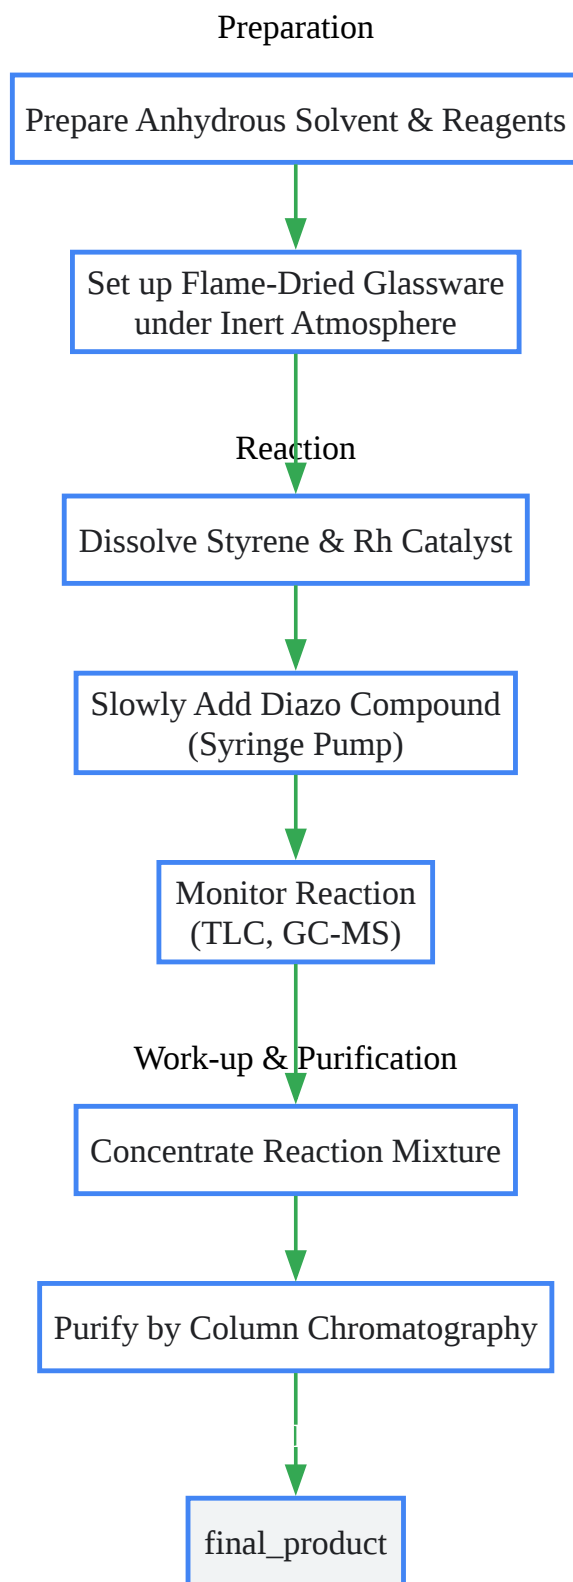 Preparation
Prepare Anhydrous Solvent & Reagents
Set up Flame-Dried Glassware
under Inert Atmosphere
Reaction
Dissolve Styrene & Rh Catalyst
Slowly Add Diazo Compound
(Syringe Pump)
Monitor Reaction
(TLC, GC-MS)
Work-up & Purification
Concentrate Reaction Mixture
Purify by Column Chromatography
final_product